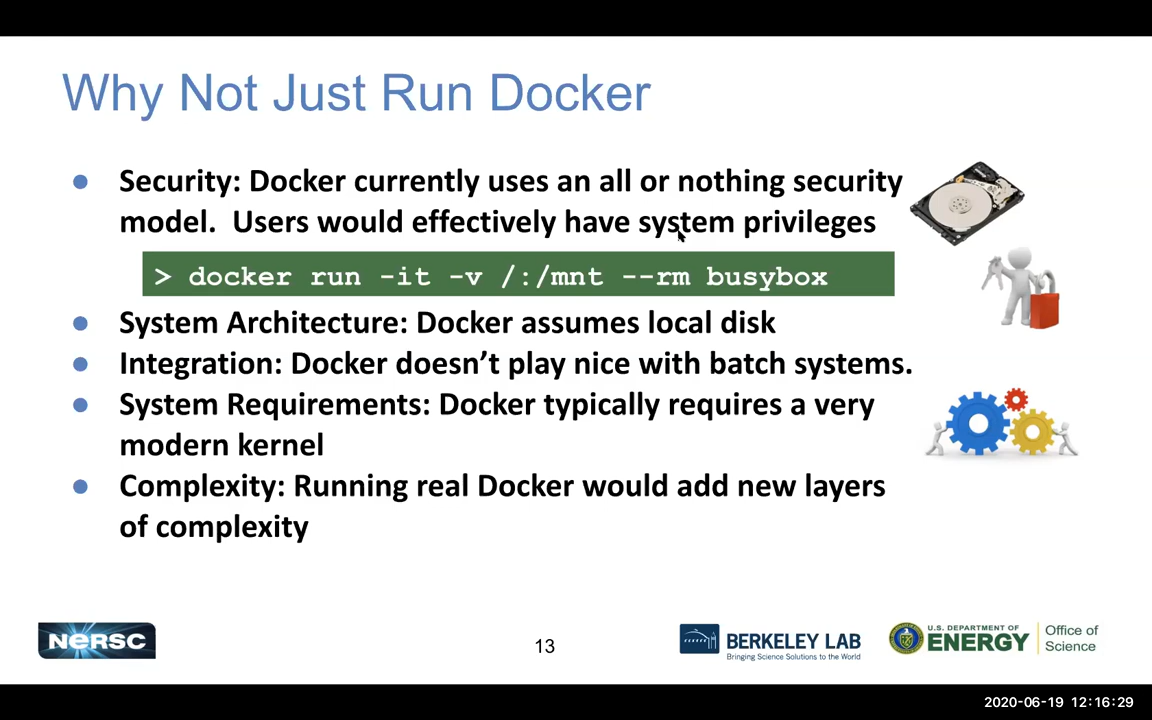 Why Not Just Run Docker
● Security: Docker currently uses an all or nothing security
model.  Users would effectively have system privileges
> docker run -it -v /:/mnt --rm busybox
● System Architecture: Docker assumes local disk
● Integration: Docker doesn’t play nice with batch systems.
● System Requirements: Docker typically requires a very
modern kernel
● Complexity: Running real Docker would add new layers
of complexity
NERSC
13
BERKELEY LAB
Bringing Science Solutions to the World
U.S. DEPARTMENT OF
ENERGY
Office of
Science
2020-06-19 12:16:29